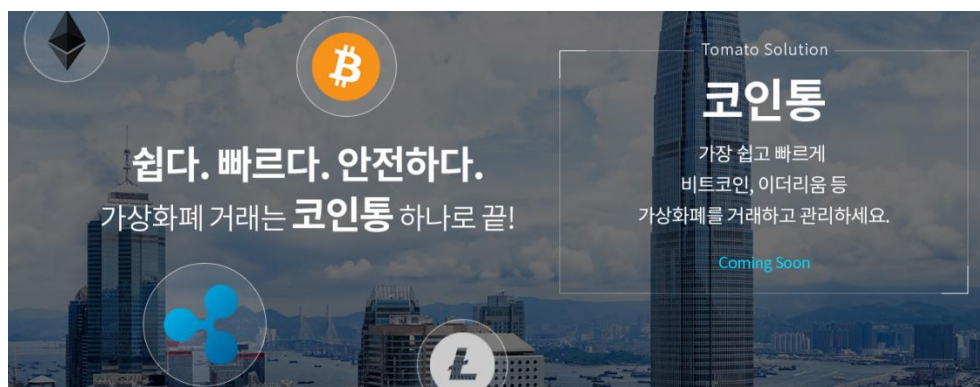 쉽다. 빠르다. 안전하다.
가상화폐 거래는 코인통 하나로 끝!
Tomato Solution
코인통
가장 쉽고 빠르게
비트코인, 이더리움 등
가상화폐를 거래하고 관리하세요.
Coming Soon